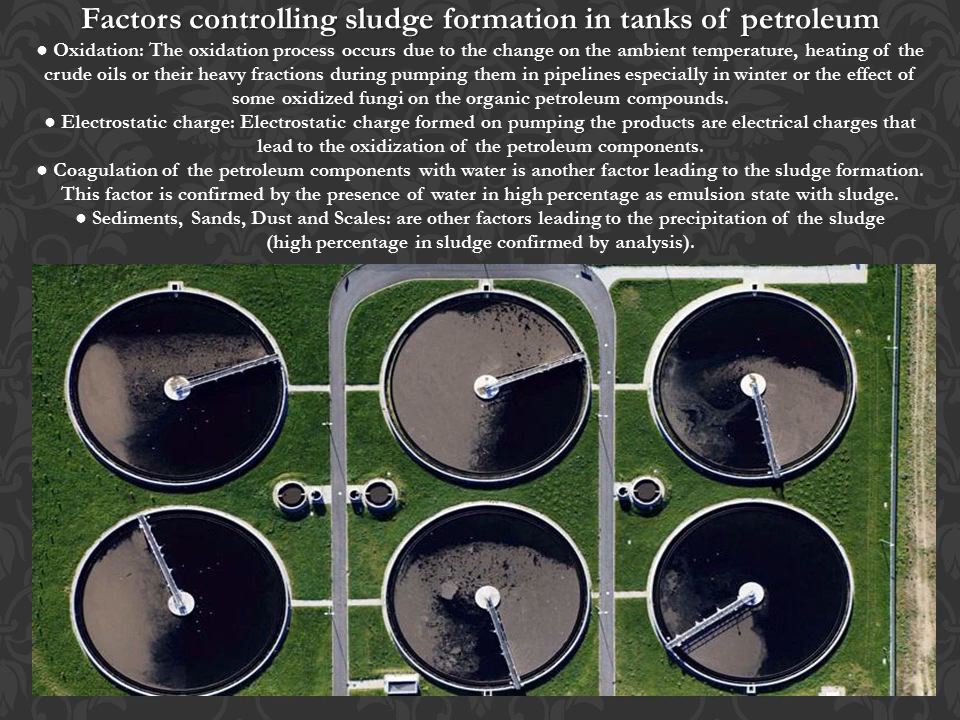 Factors controlling sludge formation in tanks of petroleum
● Oxidation: The oxidation process occurs due to the change on the ambient temperature, heating of the
crude oils or their heavy fractions during pumping them in pipelines especially in winter or the effect of
some oxidized fungi on the organic petroleum compounds.
● Electrostatic charge: Electrostatic charge formed on pumping the products are electrical charges that
lead to the oxidization of the petroleum components.
● Coagulation of the petroleum components with water is another factor leading to the sludge formation.
This factor is confirmed by the presence of water in high percentage as emulsion state with sludge.
● Sediments, Sands, Dust and Scales: are other factors leading to the precipitation of the sludge
(high percentage in sludge confirmed by analysis).